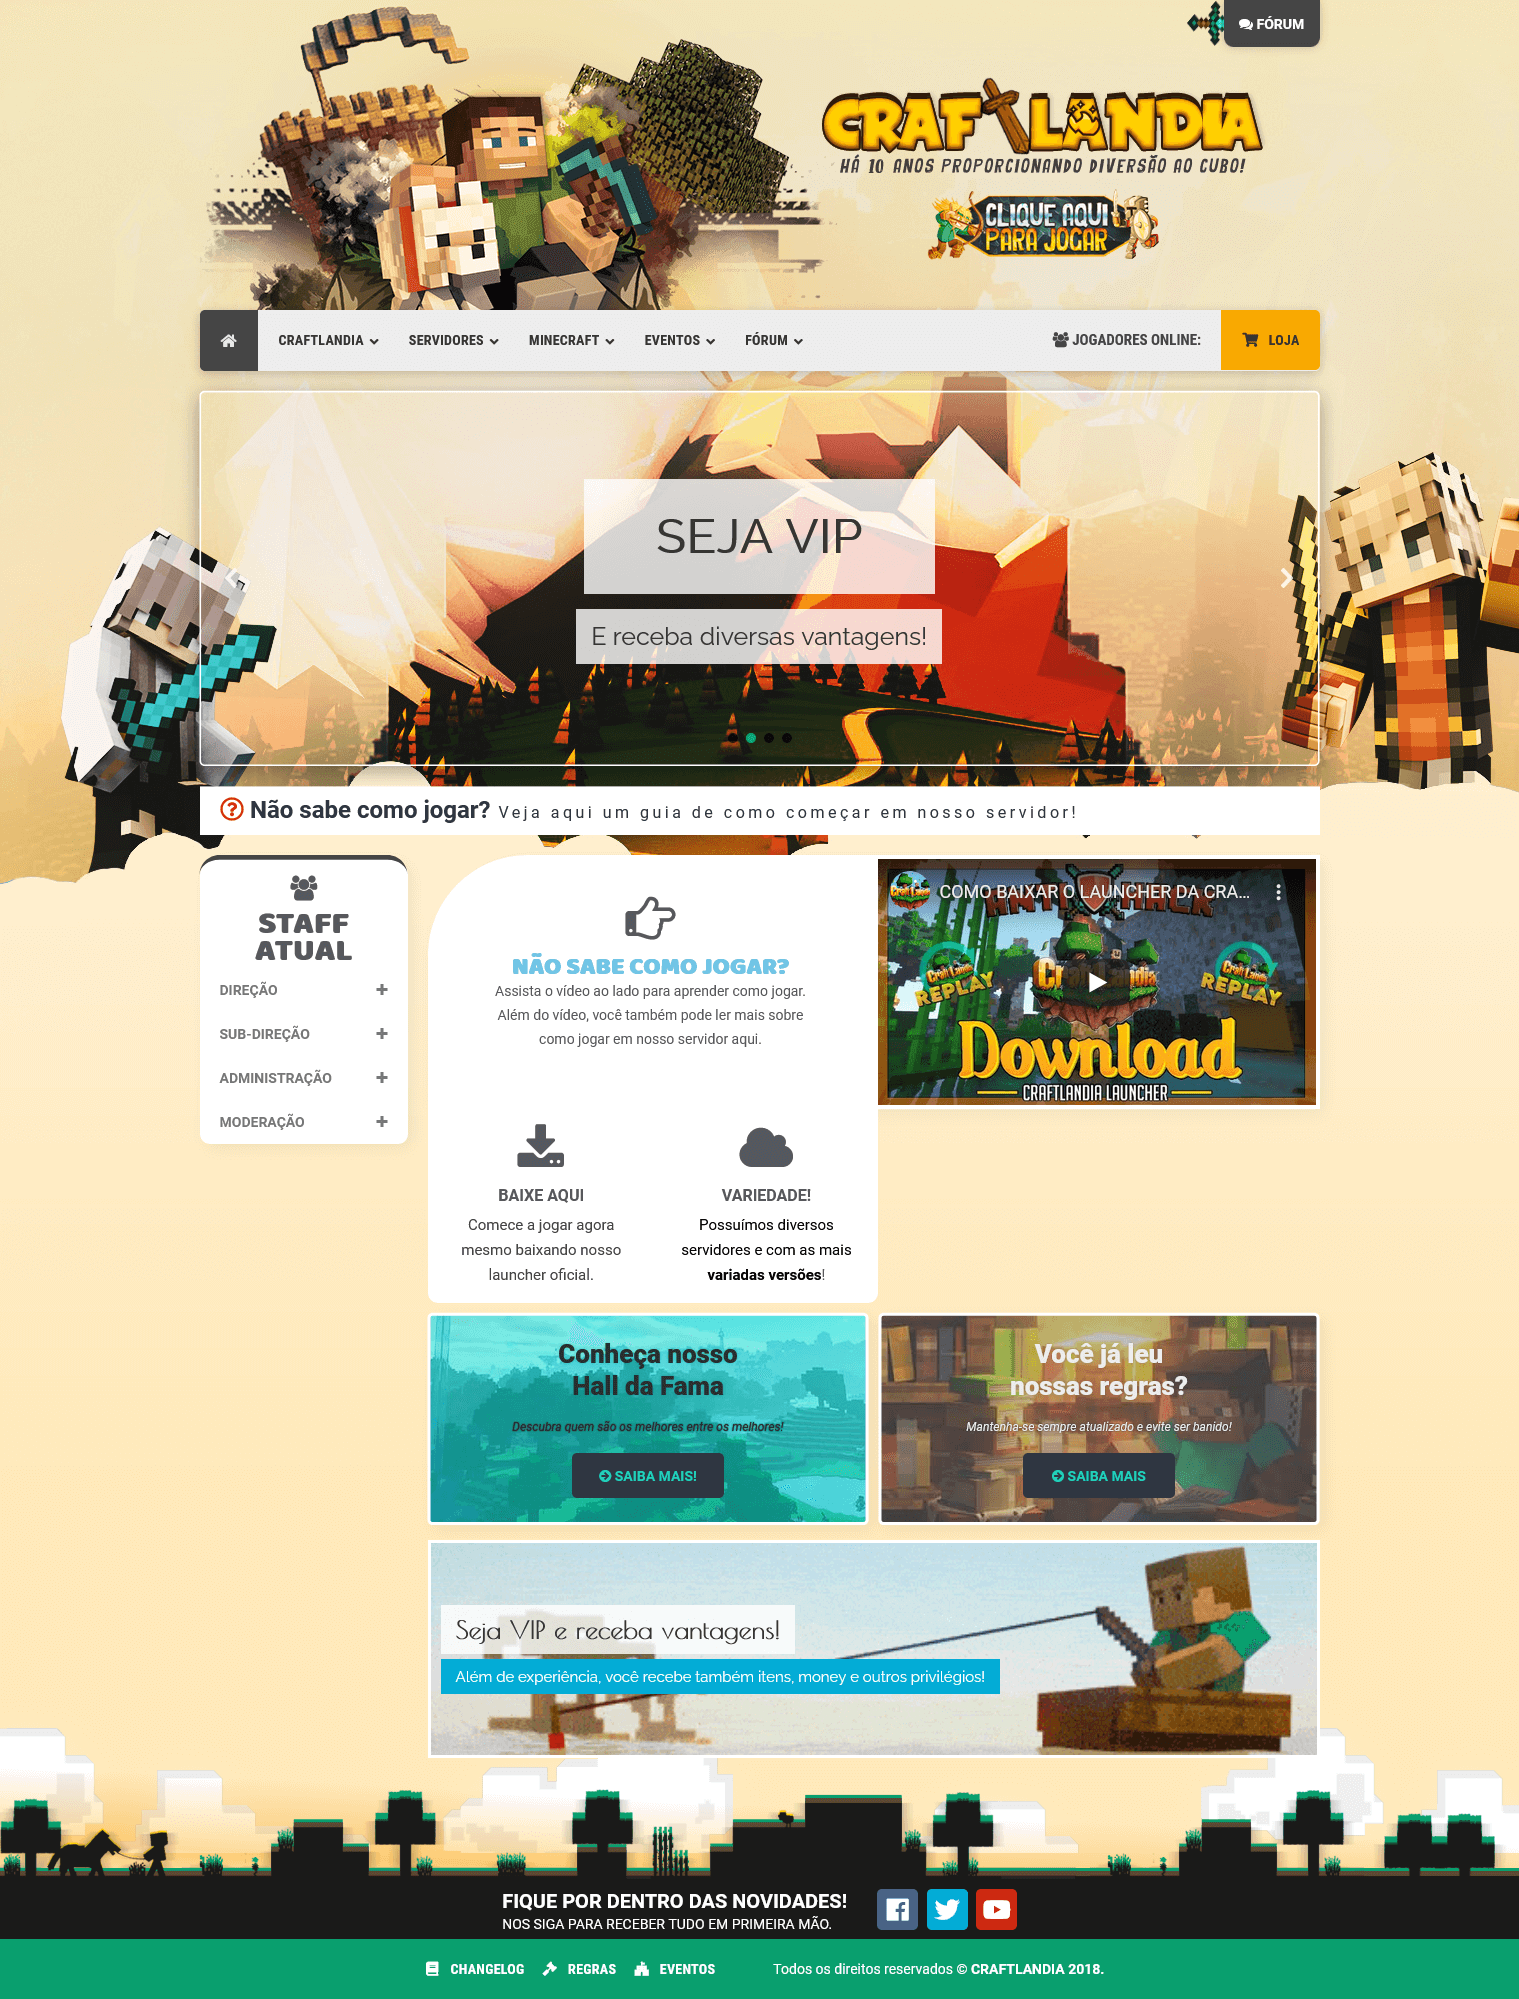 FÓRUM
CRAFTLANDIA
HÁ 10 ANOS PROPORCIONANDO DIVERSÃO AO CUBO!
CLIQUE AQUI
PARA JOGAR
CRAFTLANDIA SERVIDORES MINECRAFT EVENTOS FÓRUM JOGADORES ONLINE: LOJA
SEJA VIP
E receba diversas vantagens!
Não sabe como jogar? Veja aqui um guia de como começar em nosso servidor!
STAFF
ATUAL
DIREÇÃO
SUB-DIREÇÃO
ADMINISTRAÇÃO
MODERAÇÃO
NÃO SABE COMO JOGAR?
Assista o vídeo ao lado para aprender como jogar.
Além do vídeo, você também pode ler mais sobre
como jogar em nosso servidor aqui.
BAIXE AQUI
Comece a jogar agora
mesmo baixando nosso
launcher oficial.
VARIEDADE!
Possuímos diversos
servidores e com as mais
variadas versões!
COMO BAIXAR O LAUNCHER DA CRA...
ANTI HACK
Craft Landia
REPLAY
CraftLandia
Craft Landia
REPLAY
Download
CRAFTLANDIA LAUNCHER
Conheça nosso
Hall da Fama
Descubra quem são os melhores entre os melhores!
SAIBA MAIS!
Você já leu
nossas regras?
Mantenha-se sempre atualizado e evite ser banido!
SAIBA MAIS
Seja VIP e receba vantagens!
Além de experiência, você recebe também itens, money e outros privilégios!
FIQUE POR DENTRO DAS NOVIDADES!
NOS SIGA PARA RECEBER TUDO EM PRIMEIRA MÃO.
CHANGELOG REGRAS EVENTOS Todos os direitos reservados © CRAFTLANDIA 2018.